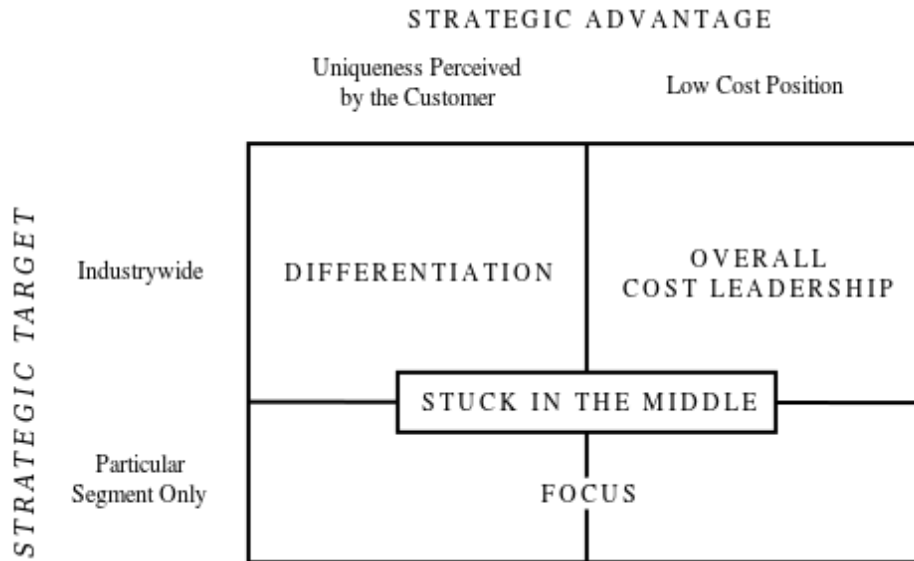 STRATEGIC ADVANTAGE
Uniqueness Perceived
by the Customer
Low Cost Position
STRATEGIC TARGET
Industrywide
DIFFERENTIATION
OVERALL
COST LEADERSHIP
STUCK IN THE MIDDLE
Particular
Segment Only
FOCUS